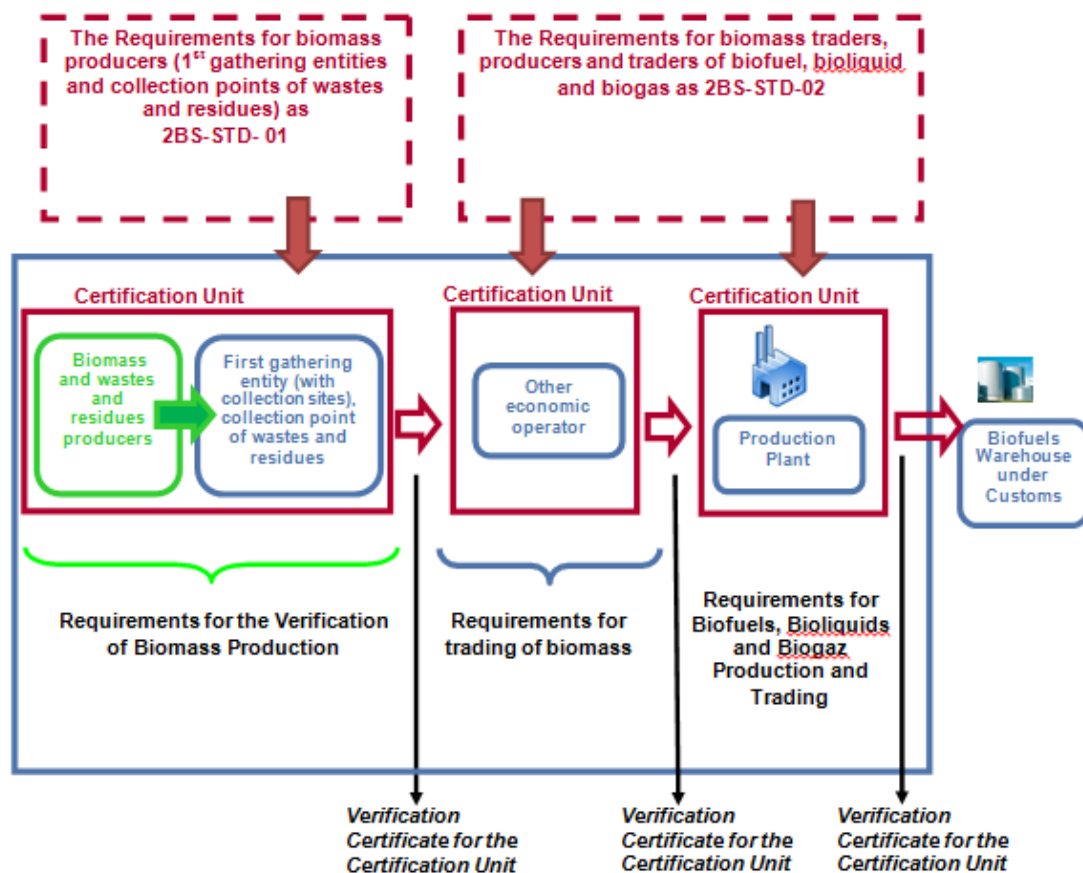 The Requirements for biomass
producers (1st gathering entities
and collection points of wastes
and residues) as
2BS-STD- 01
The Requirements for biomass traders,
producers and traders of biofuel, bioliquid
and biogas as 2BS-STD-02
Certification Unit
Certification Unit
Certification Unit
Biomass
and wastes
and
residues
producers
First gathering
entity (with
collection sites),
collection point
of wastes and
residues
Other
economic
operator
Production
Plant
Biofuels
Warehouse
under
Customs
Requirements for the Verification
of Biomass Production
Requirements for
trading of biomass
Requirements for
Biofuels, Bioliquids
and Biogaz
Production and
Trading
Verification
Certificate for the
Certification Unit
Verification
Certificate for the
Certification Unit
Verification
Certificate for the
Certification Unit